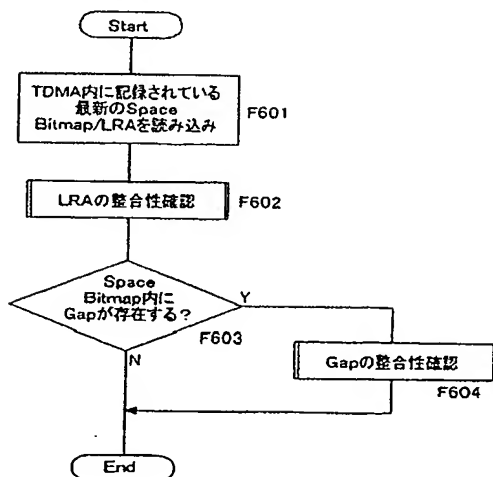 Start
TDMA内に記録されている
最新のSpace
Bitmap/LRAを読み込み
F601
LRAの整合性確認
F602
Space
Bitmap内に
Gapが存在する?
Y
F603
N
Gapの整合性確認
F604
End